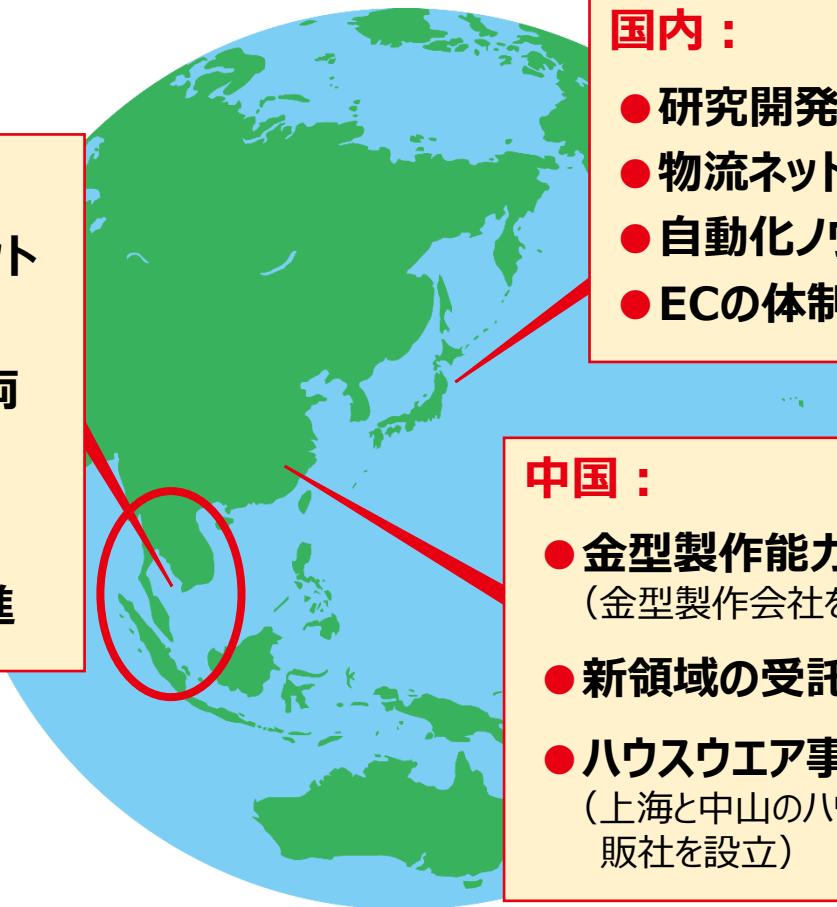 ット
両
進
国内：
●研究開発
●物流ネット
●自動化ノウ
●ECの体制
中国：
●金型製作能力
（金型製作会社を
●新領域の受託
●ハウスウエア事
（上海と中山のハウ
販社を設立）